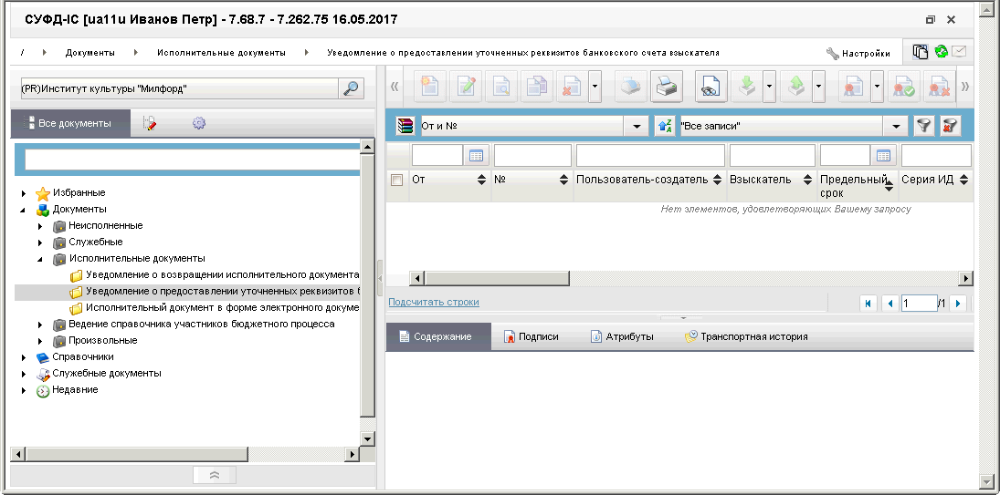 СУФД-IC [ua11u Иванов Петр] - 7.68.7 - 7.262.75 16.05.2017
/ Документы Исполнительные документы Уведомление о предоставлении уточненных реквизитов банковского счета взыскателя
Настройки
(PR)Институт культуры "Милфорд"
Все документы
От и №
"Все записи"
От № Пользователь-создатель Взыскатель Предельный срок Серия ИД
Нет элементов, удовлетворяющих Вашему запросу
Избранные
Документы
Неисполненные
Служебные
Исполнительные документы
Уведомление о возвращении исполнительного документа
Уведомление о предоставлении уточненных реквизитов б
Исполнительный документ в форме электронного докуме
Ведение справочника участников бюджетного процесса
Произвольные
Справочники
Служебные документы
Недавние
Подсчитать строки
1 /1
Содержание Подписи Атрибуты Транспортная история